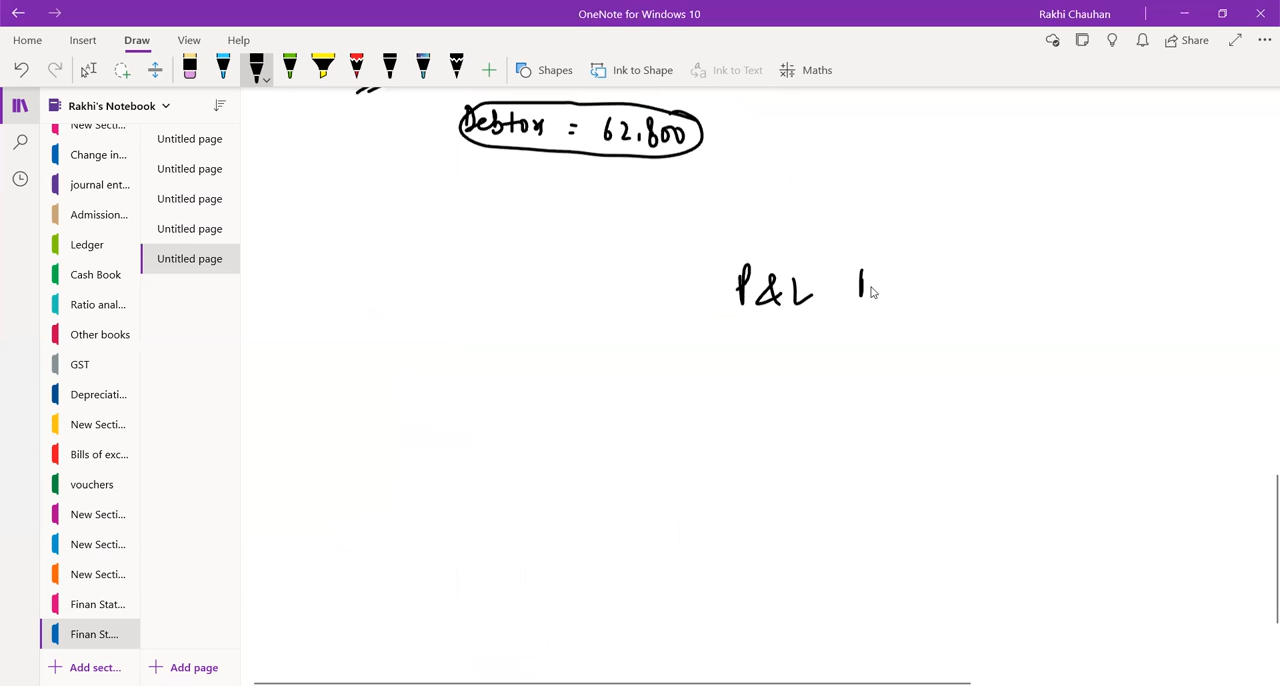 OneNote for Windows 10
Rakhi Chauhan
Home Insert Draw View Help
Share
Shapes Ink to Shape Ink to Text Maths
Rakhi's Notebook
New Secti...
Change in...
journal ent...
Admission...
Ledger
Cash Book
Ratio anal...
Other books
GST
Depreciati...
New Secti...
Bills of exc...
vouchers
New Secti...
New Secti...
New Secti...
Finan Stat...
Finan St....
Add sect...
Untitled page
Untitled page
Untitled page
Untitled page
Untitled page
Add page
Debtor = 62,800
P&L